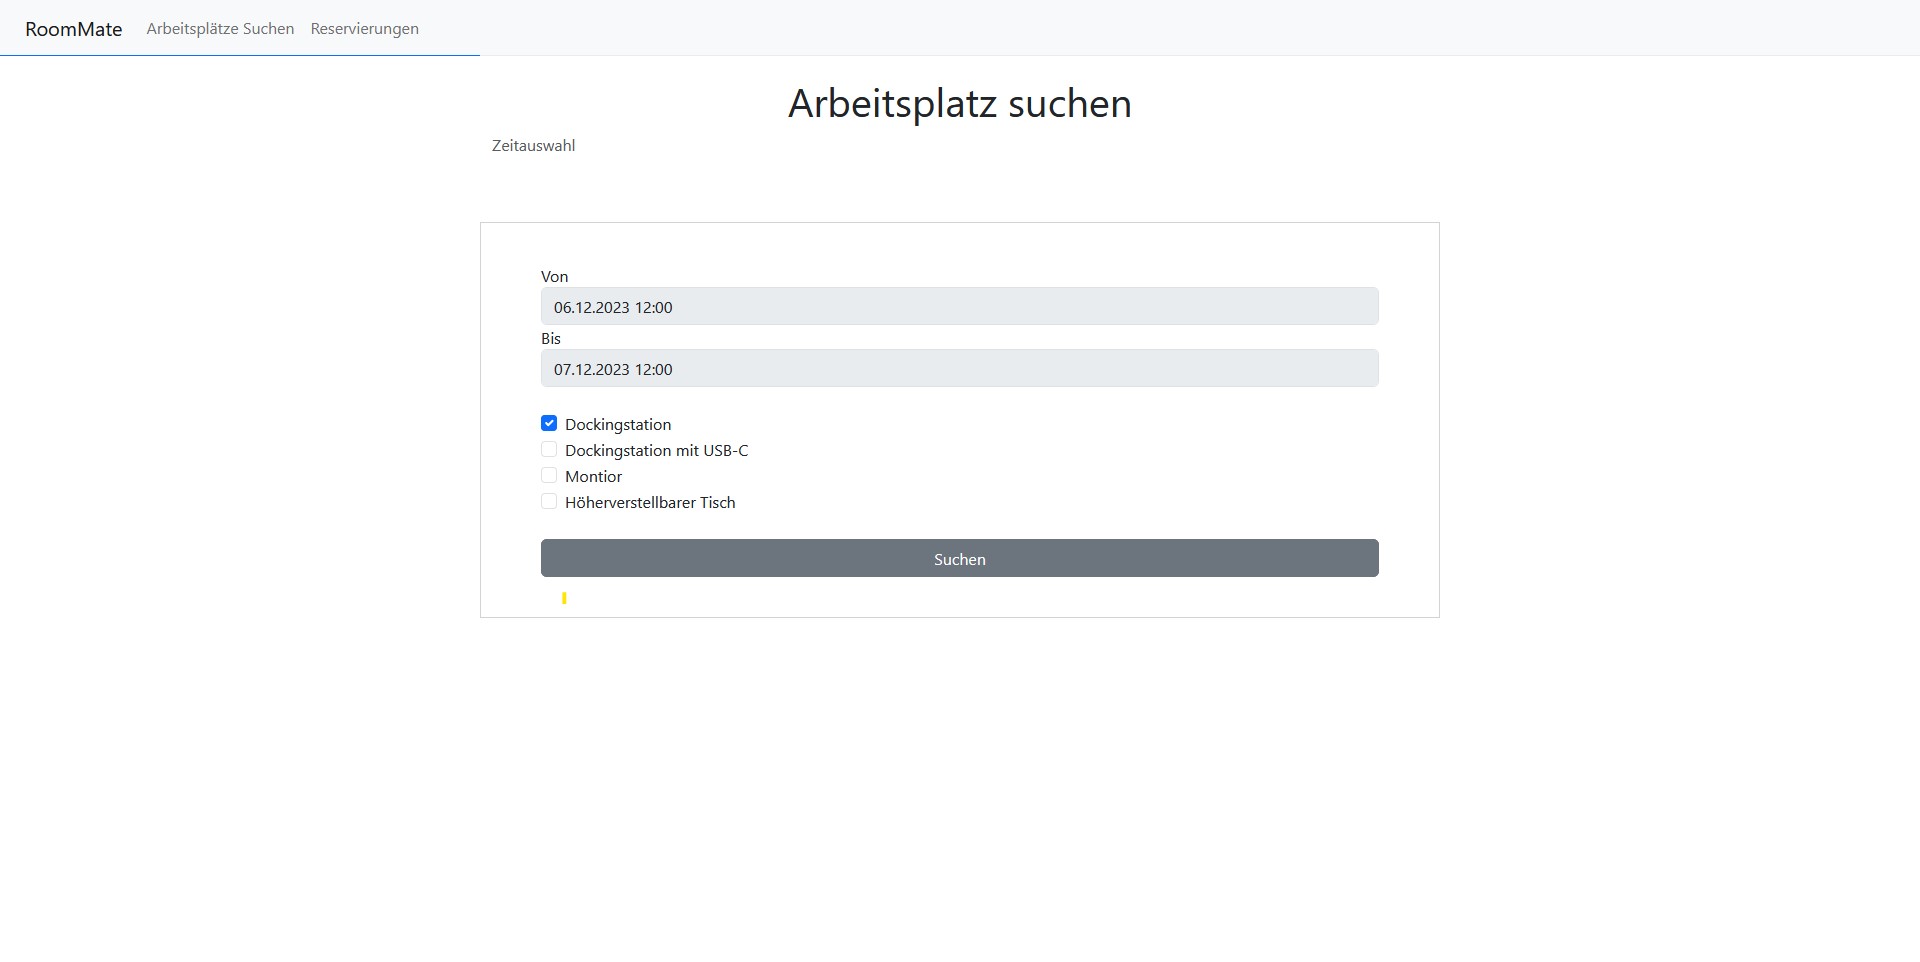 RoomMate Arbeitsplätze Suchen Reservierungen
Arbeitsplatz suchen
Zeitauswahl
Von
06.12.2023 12:00
Bis
07.12.2023 12:00
Dockingstation
Dockingstation mit USB-C
Montior
Höherverstellbarer Tisch
Suchen